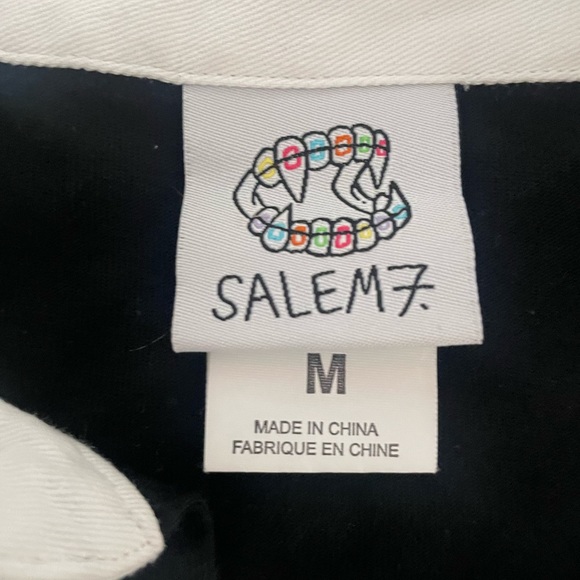 SALEM7.
M
MADE IN CHINA
FABRIQUE EN CHINE